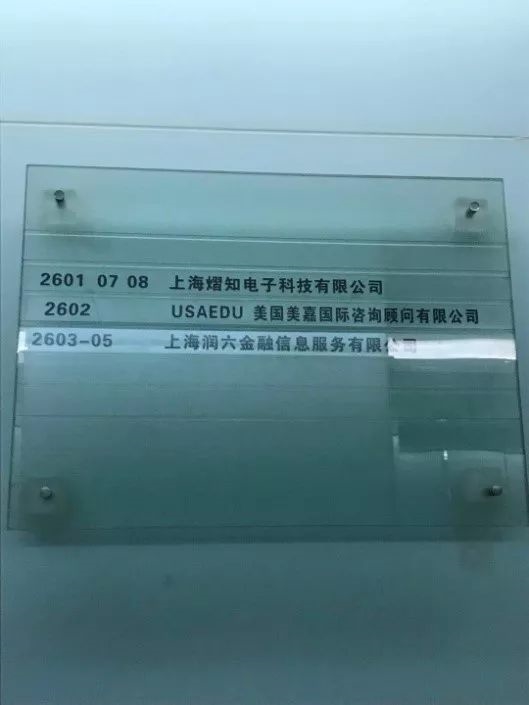 2601 07 08 上海熠知电子科技有限公司
2602 USAEDU 美国美嘉国际咨询顾问有限公司
2603-05 上海润六金融信息服务有限公司